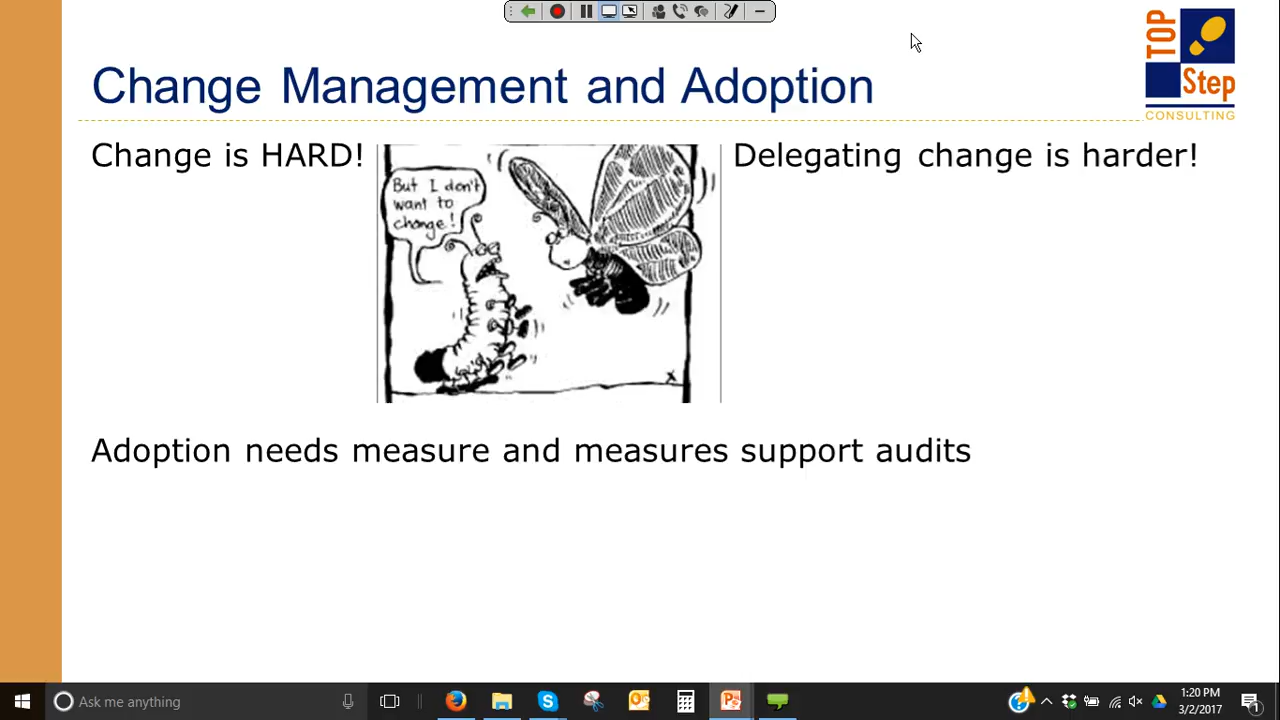 TOP
Step
CONSULTING
Change Management and Adoption
Change is HARD!
But I don't
want to
change!
Delegating change is harder!
Adoption needs measure and measures support audits
Ask me anything
1:20 PM
3/2/2017
1